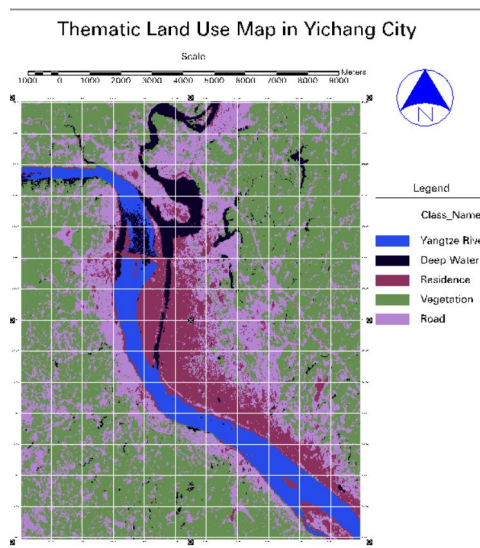 Thematic Land Use Map in Yichang City
Scale
1000 0 1000 2000 3000 4000 5000 6000 7000 8000 9000 Meters
N
Legend
Class_Name
Yangtze Rive
Deep Water
Residence
Vegetation
Road